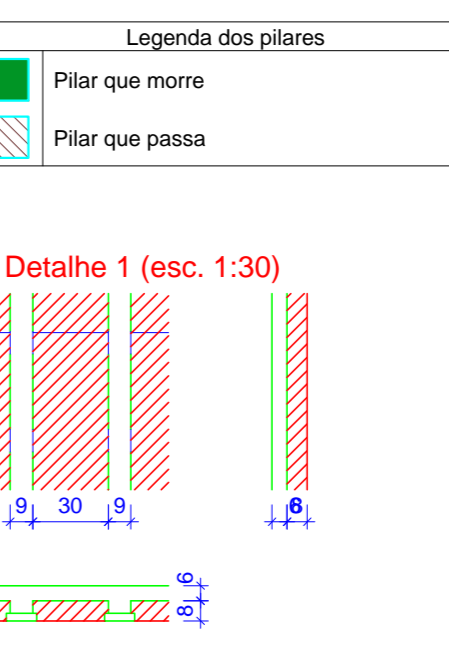 Legenda dos pilares
Pilar que morre
Pilar que passa
Detalhe 1 (esc. 1:30)
9 30 9
6
8